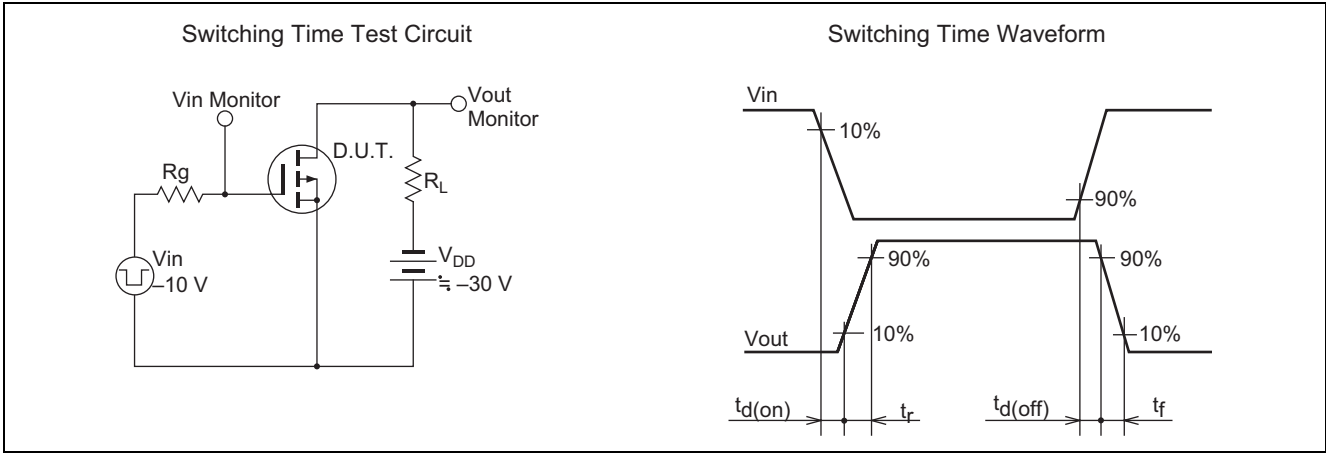 Switching Time Test Circuit
Vin Monitor
Vout
Monitor
D.U.T.
Rg
RL
Vin
–10 V
VDD
≒ –30 V
Switching Time Waveform
Vin
10%
90%
90%
90%
Vout
10%
10%
td(on)
tr
td(off)
tf